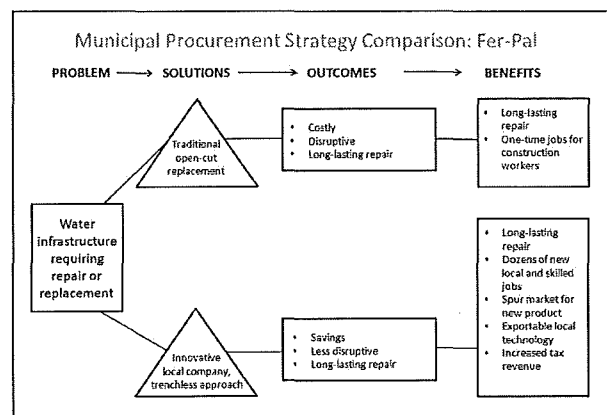 Municipal Procurement Strategy Comparison: Fer-Pal
PROBLEM SOLUTIONS OUTCOMES BENEFITS
Traditional
open-cut
replacement
• Costly
• Disruptive
• Long-lasting repair
• Long-lasting
repair
• One-time jobs for
construction
workers
Water
infrastructure
requiring
repair or
replacement
Innovative
local company,
trenchless approach
• Savings
• Less disruptive
• Long-lasting repair
• Long-lasting
repair
• Dozens of new
local and skilled
jobs
• Spur market for
new product
• Exportable local
technology
• Increased tax
revenue